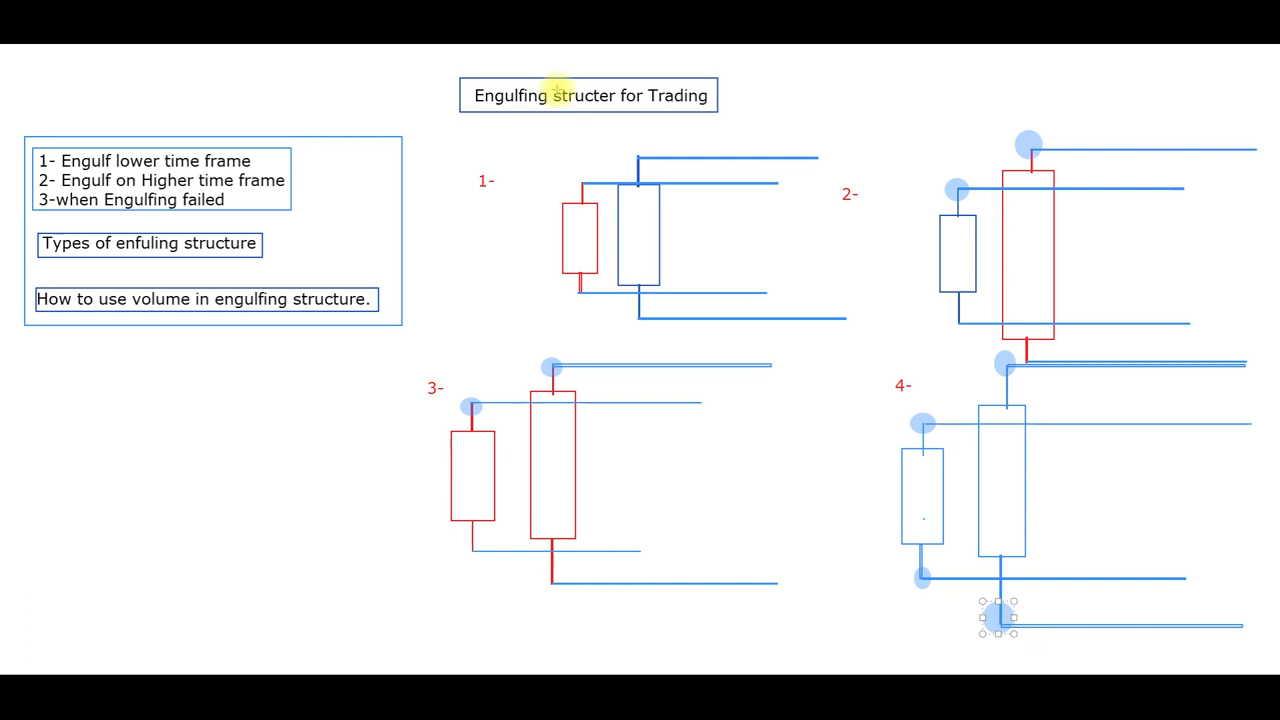 Engulfing structer for Trading
1- Engulf lower time frame
2- Engulf on Higher time frame
3-when Engulfing failed
Types of enfuling structure
How to use volume in engulfing structure.
1-
2-
3-
4-